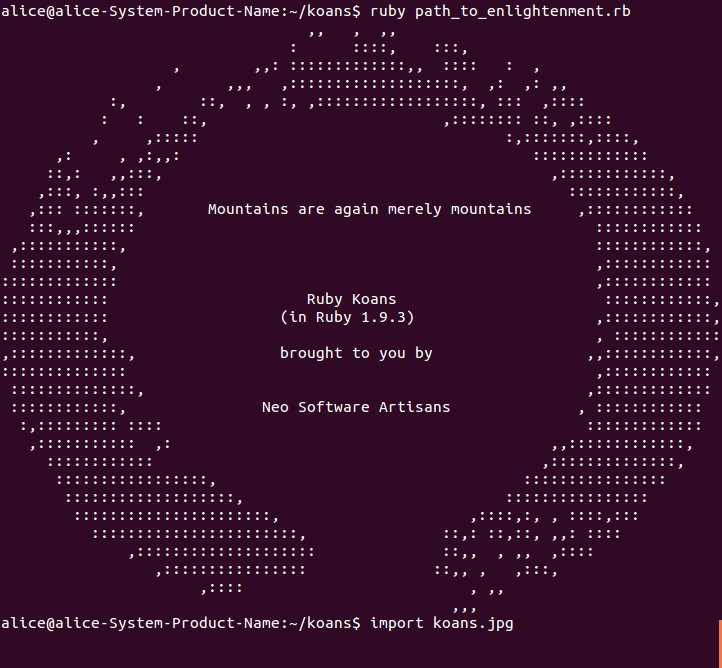 alice@alice-System-Product-Name:~/koans$ ruby path_to_enlightenment.rb
Mountains are again merely mountains
Ruby Koans
(in Ruby 1.9.3)
brought to you by
Neo Software Artisans
alice@alice-System-Product-Name:~/koans$ import koans.jpg